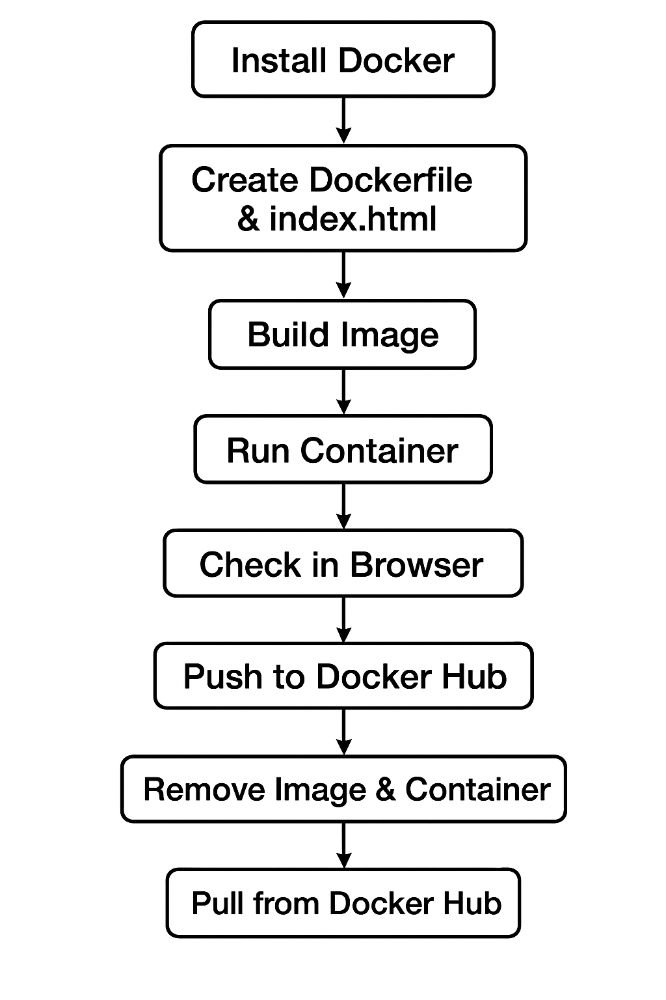 Install Docker
Create Dockerfile
& index.html
Build Image
Run Container
Check in Browser
Push to Docker Hub
Remove Image & Container
Pull from Docker Hub